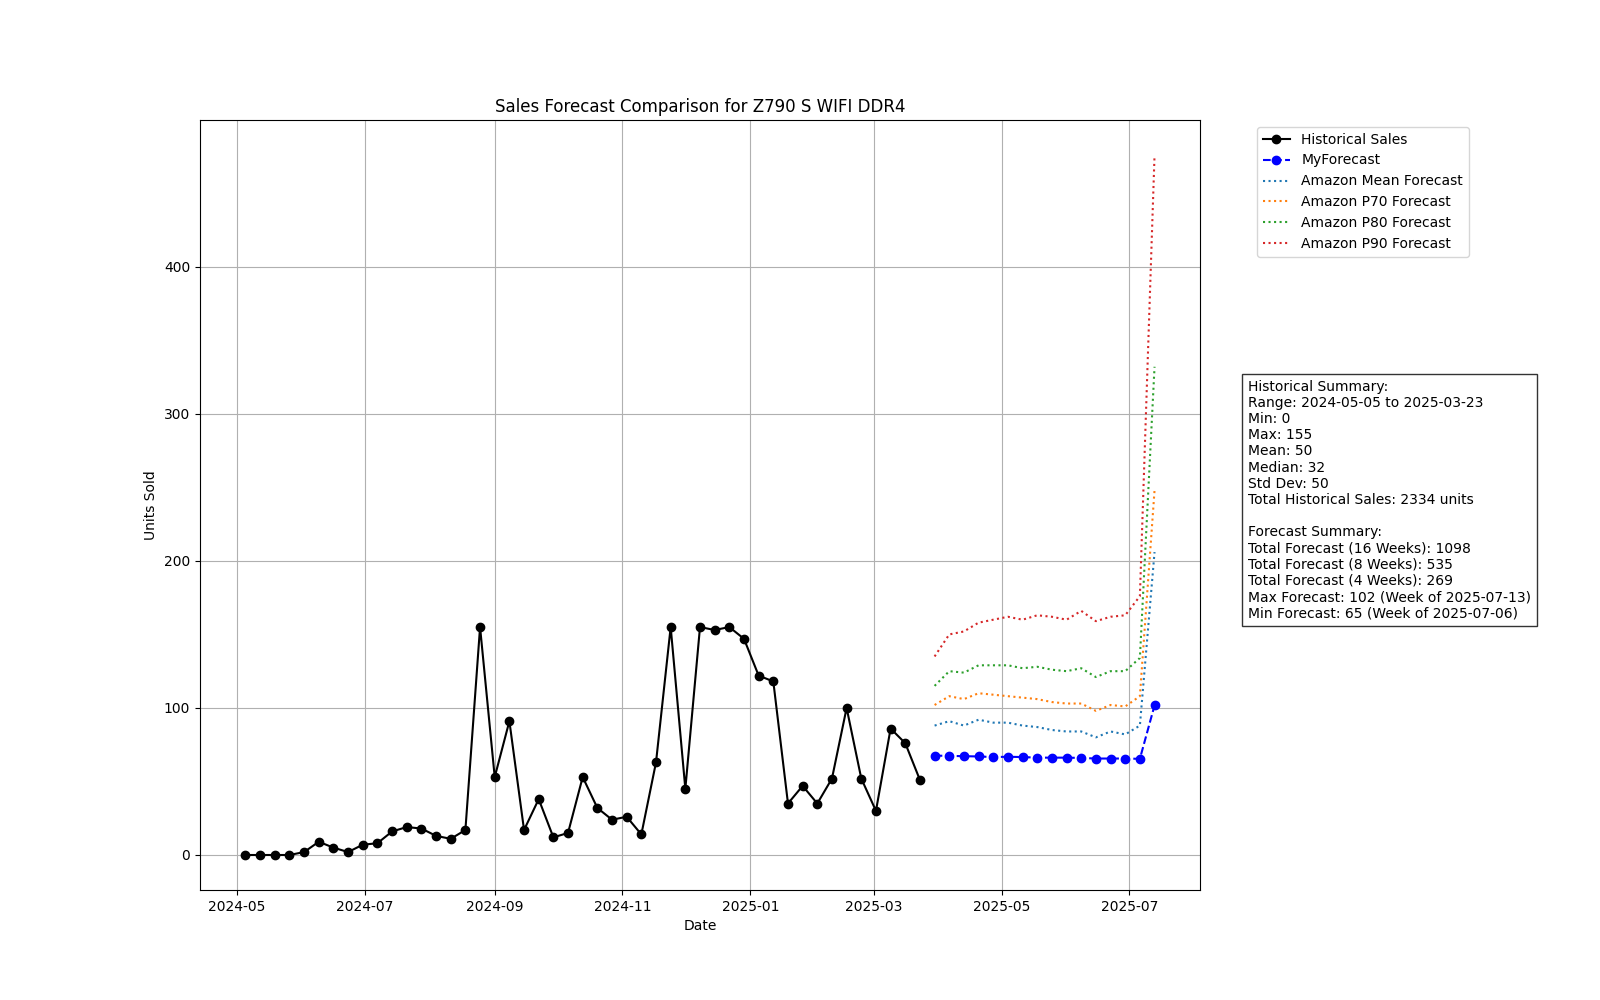 Sales Forecast Comparison for Z790 S WIFI DDR4
Historical Sales
MyForecast
Amazon Mean Forecast
Amazon P70 Forecast
Amazon P80 Forecast
Amazon P90 Forecast
400
300
200
100
0
Units Sold
Historical Summary:
Range: 2024-05-05 to 2025-03-23
Min: 0
Max: 155
Mean: 50
Median: 32
Std Dev: 50
Total Historical Sales: 2334 units
Forecast Summary:
Total Forecast (16 Weeks): 1098
Total Forecast (8 Weeks): 535
Total Forecast (4 Weeks): 269
Max Forecast: 102 (Week of 2025-07-13)
Min Forecast: 65 (Week of 2025-07-06)
2024-05 2024-07 2024-09 2024-11 2025-01 2025-03 2025-05 2025-07
Date